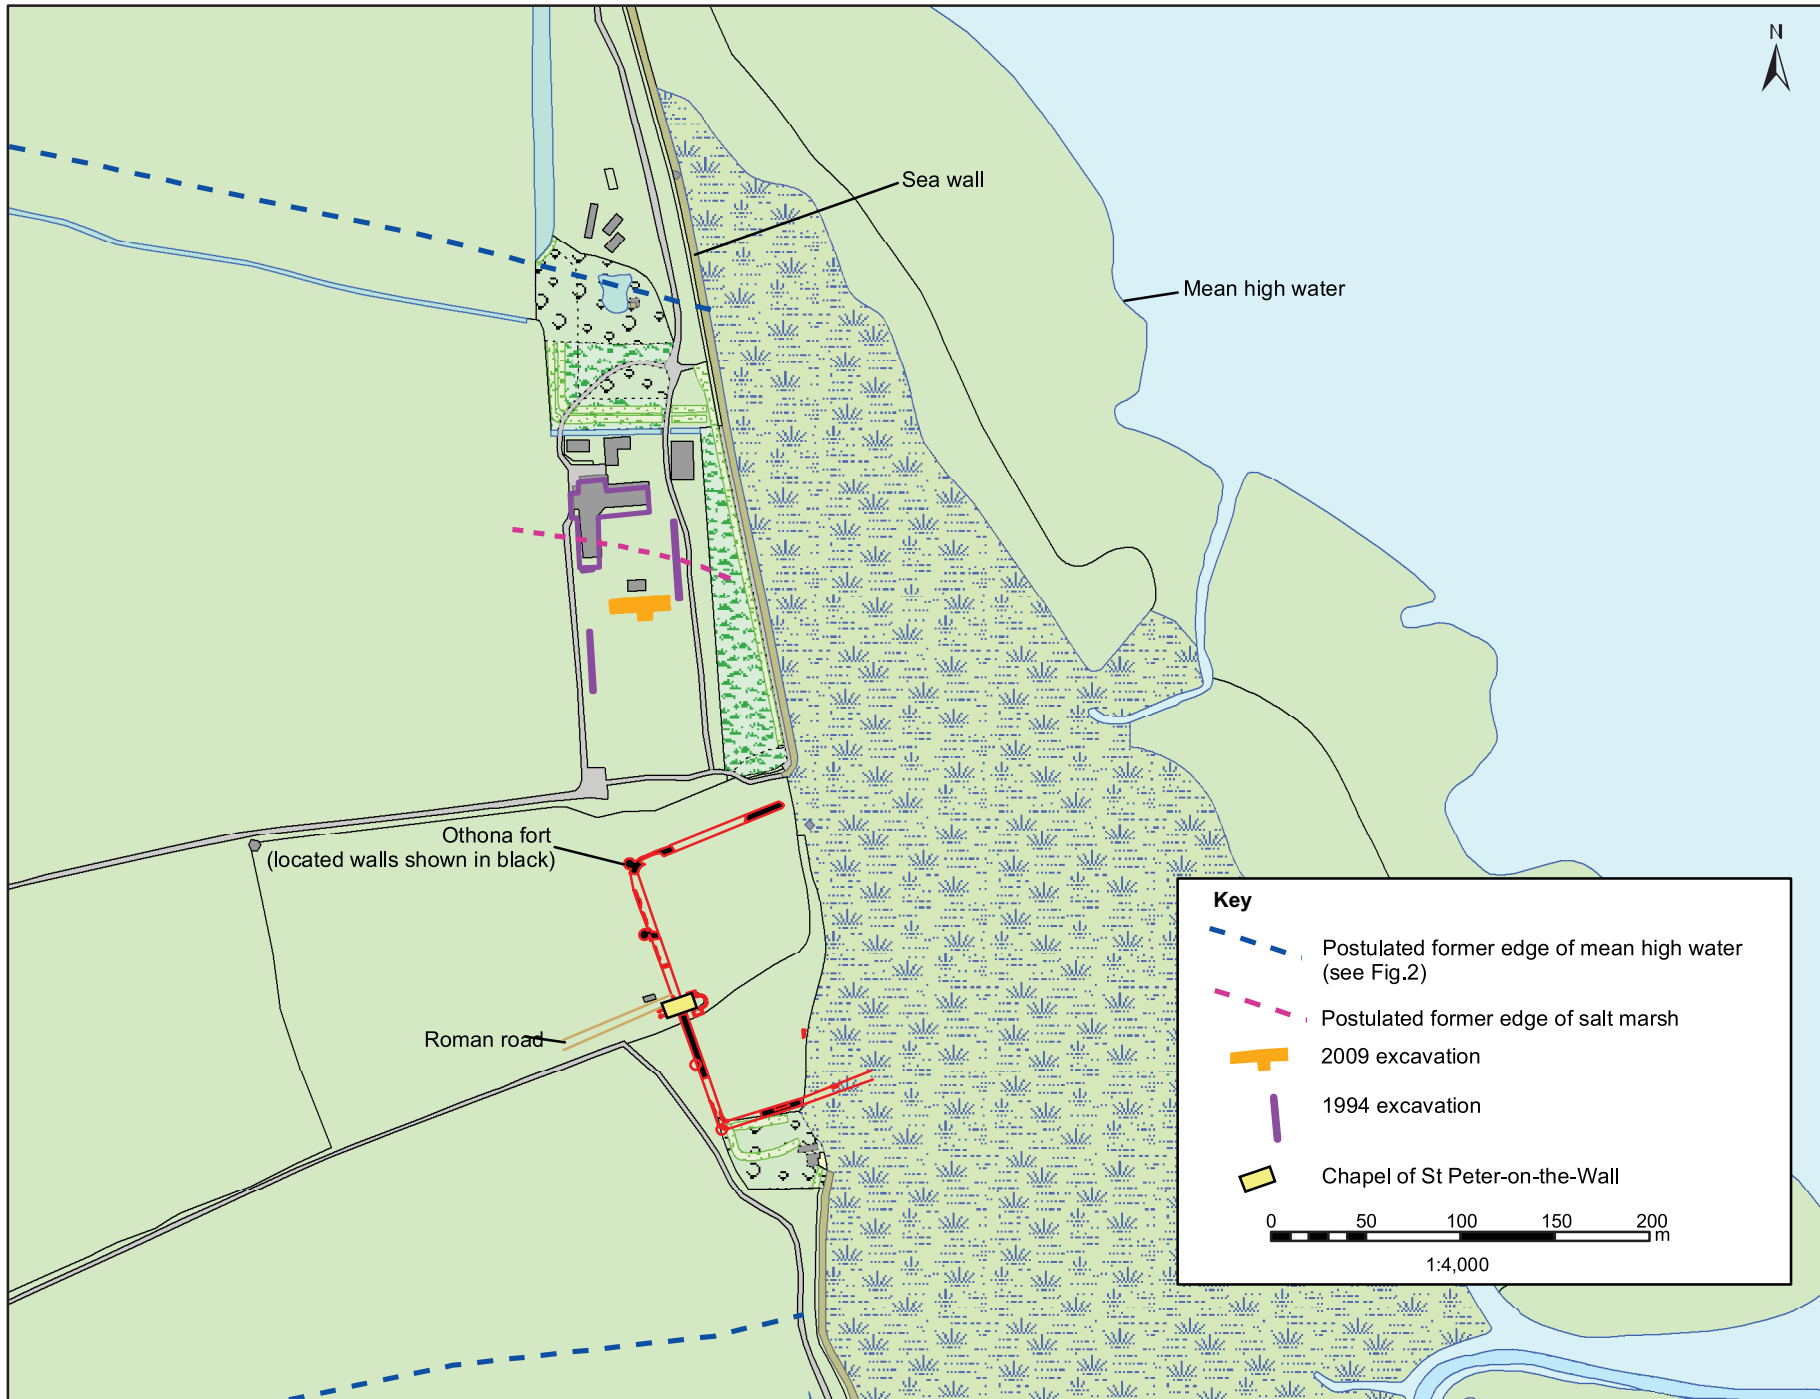 N
Sea wall
Mean high water
Othona fort
(located walls shown in black)
Roman road
Key
Postulated former edge of mean high water
(see Fig.2)
Postulated former edge of salt marsh
2009 excavation
1994 excavation
Chapel of St Peter-on-the-Wall
0 50 100 150 200
m
1:4,000